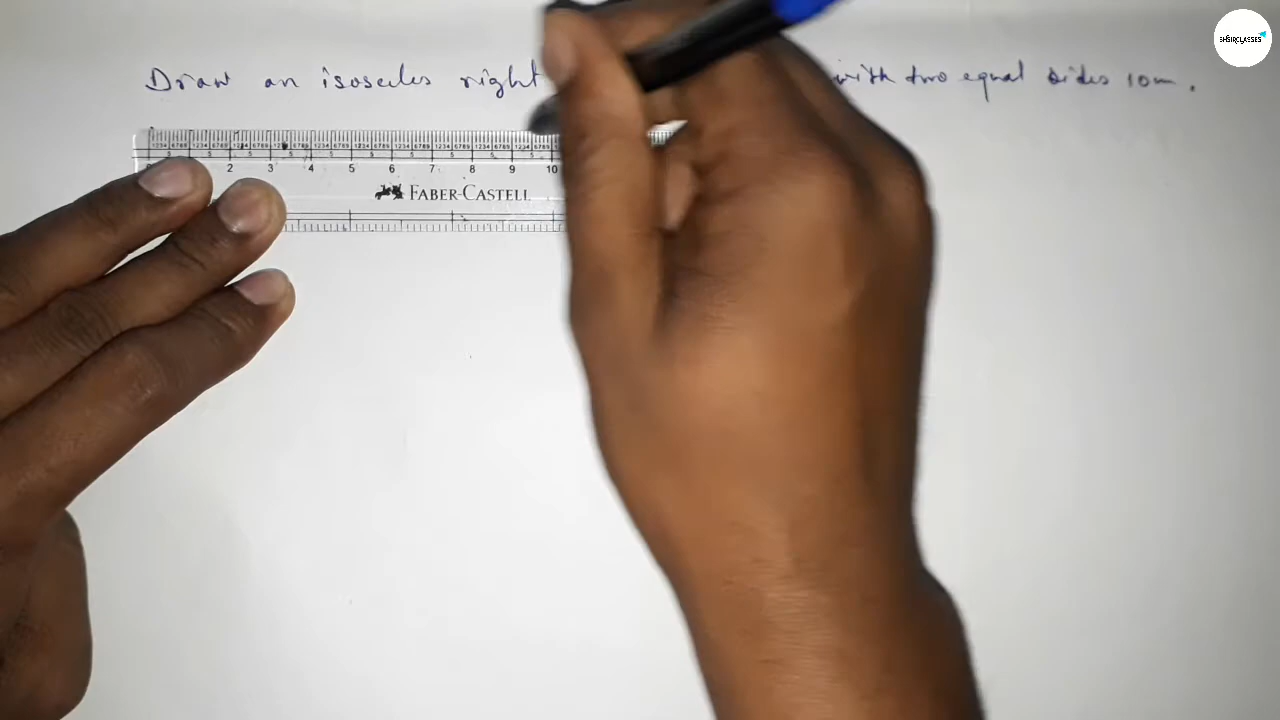 Draw an isosceles right with two equal sides 10cm.
2 3 4 5 6 7 8 9 10
FABER-CASTELL
SHSIRCLASSES